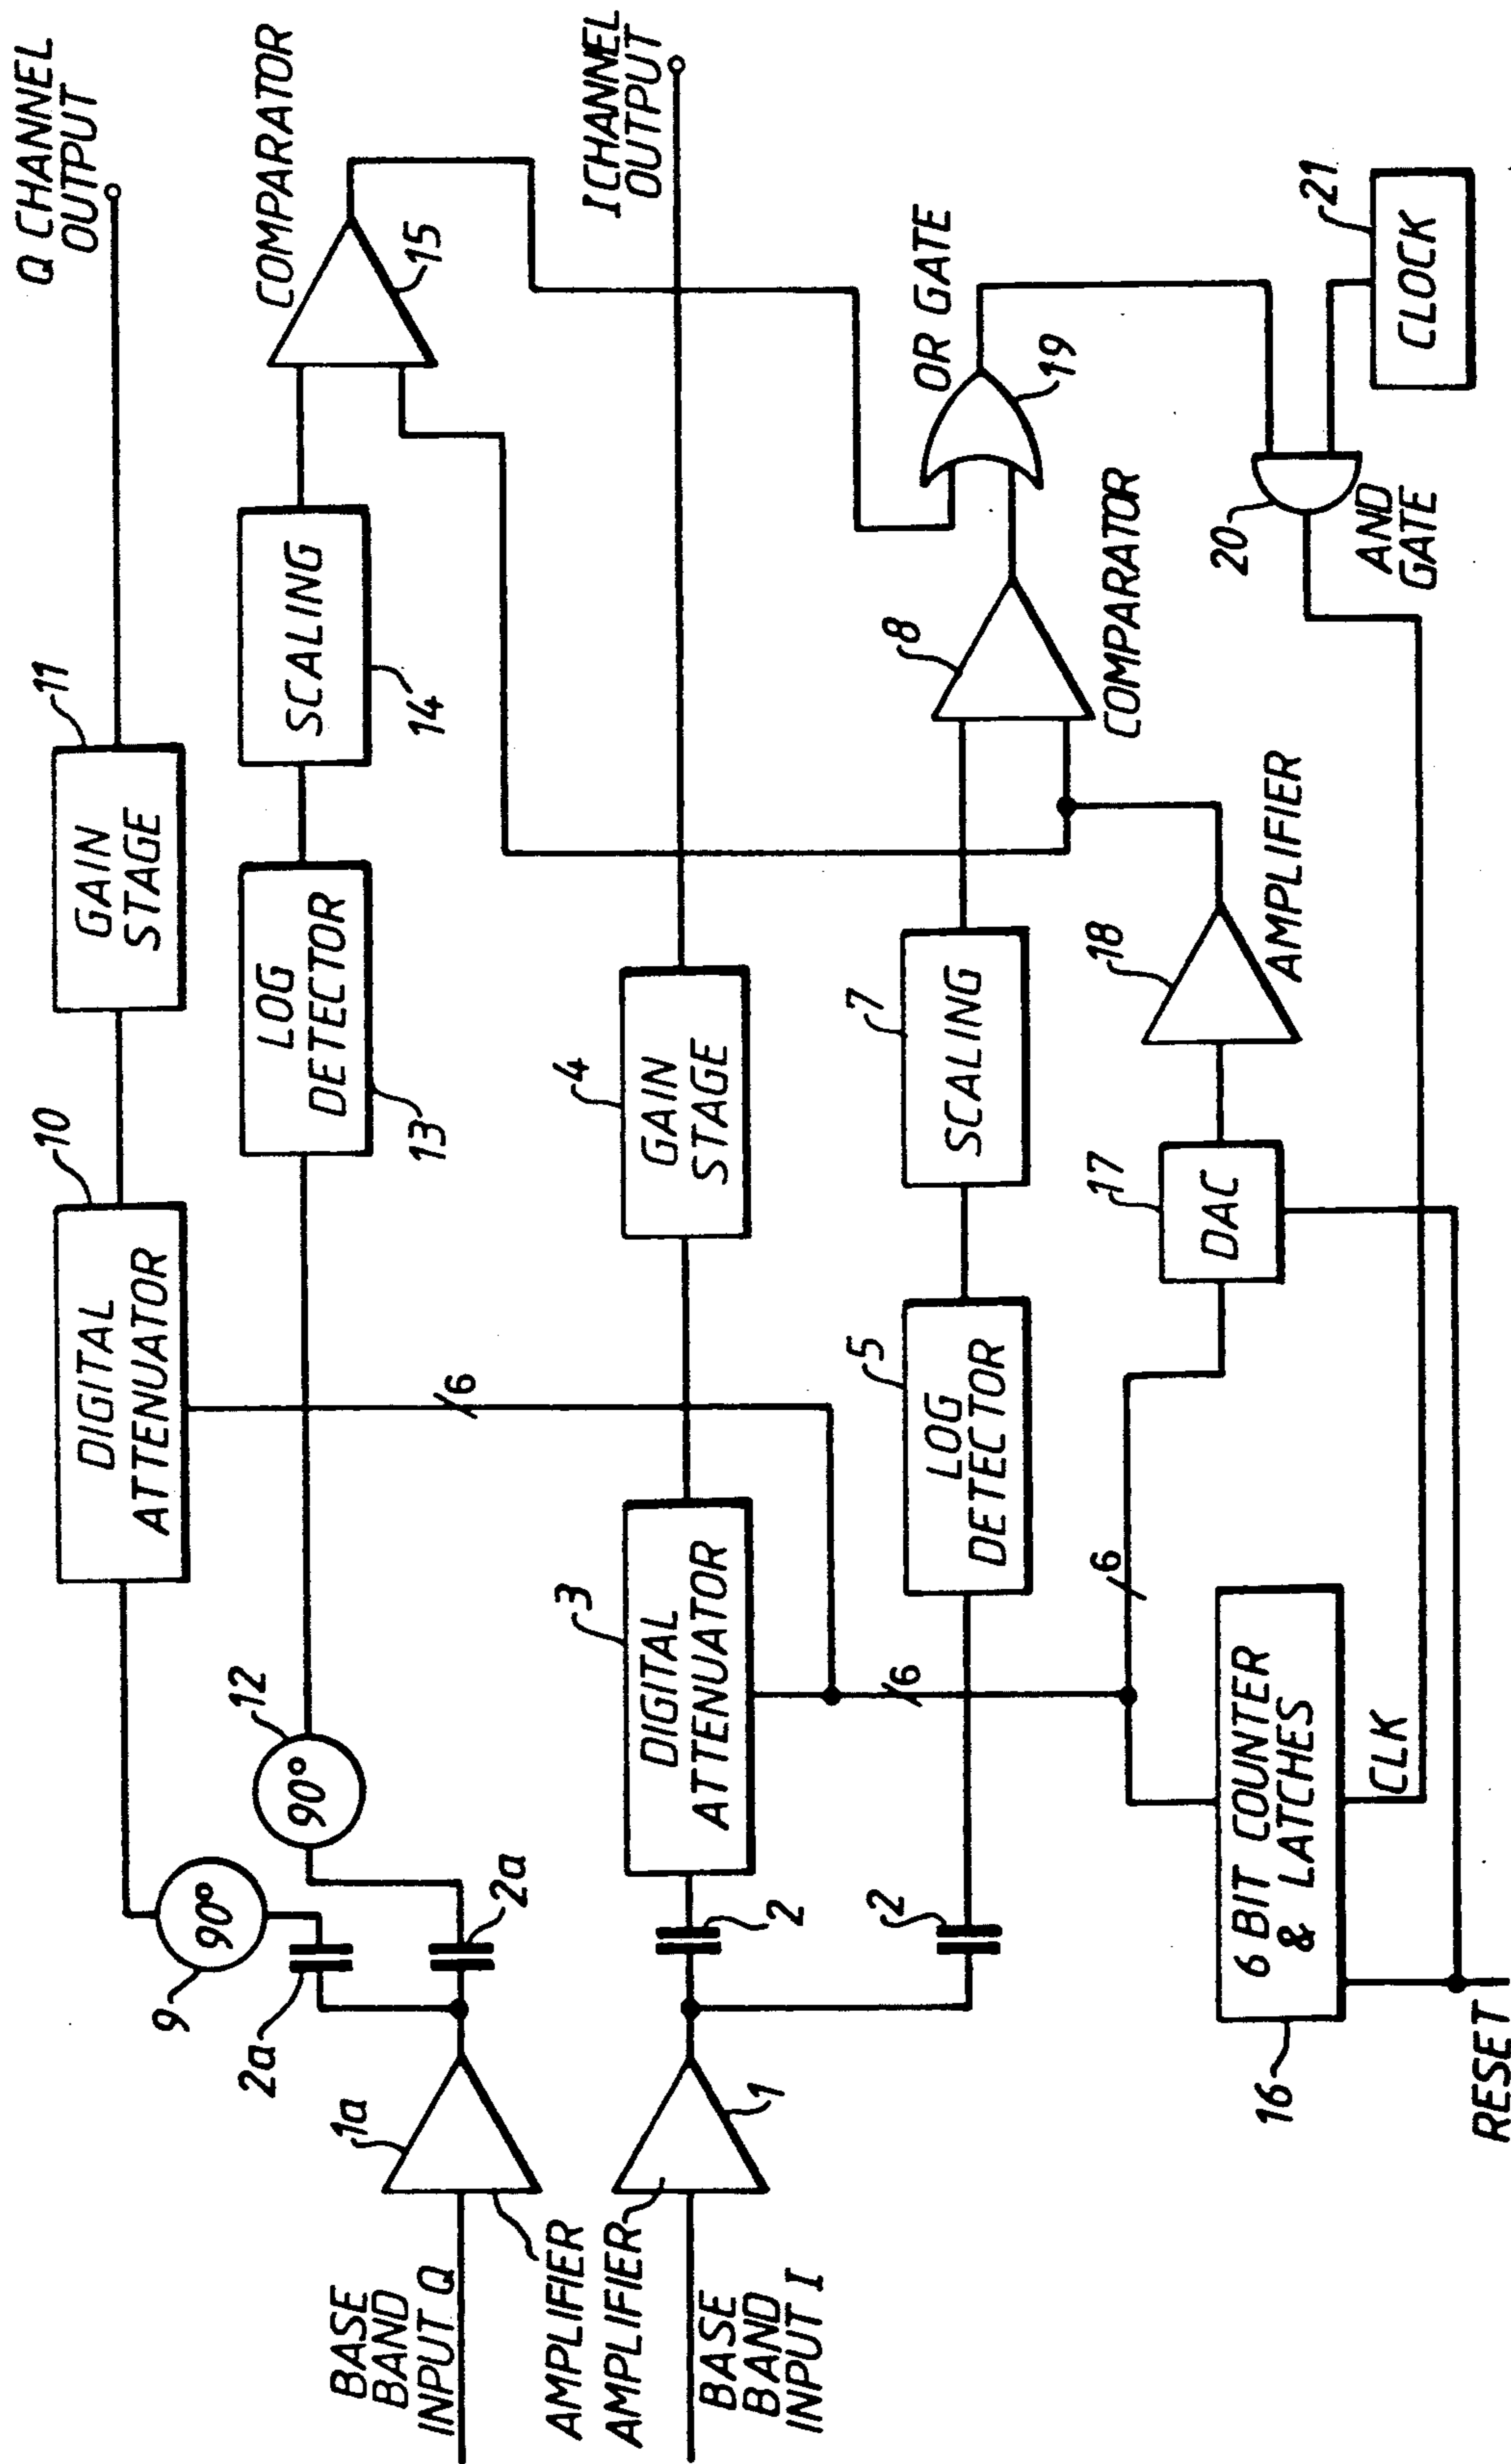 Q CHANNEL
OUTPUT
11
GAIN
STAGE
10
DIGITAL
ATTENUATOR
COMPARATOR
15
SCALING
14
LOG
DETECTOR
13
12
90°
9
90°
2a
2a
1a
BASE
BAND
INPUT Q
AMPLIFIER
I CHANNEL
OUTPUT
4
GAIN
STAGE
6
3
DIGITAL
ATTENUATOR
2
1
AMPLIFIER
BASE
BAND
INPUT I
OR GATE
19
8
COMPARATOR
7
SCALING
5
LOG
DETECTOR
6
2
21
CLOCK
20
AND
GATE
18
AMPLIFIER
17
DAC
6
6 BIT COUNTER
& LATCHES
CLK
16
RESET